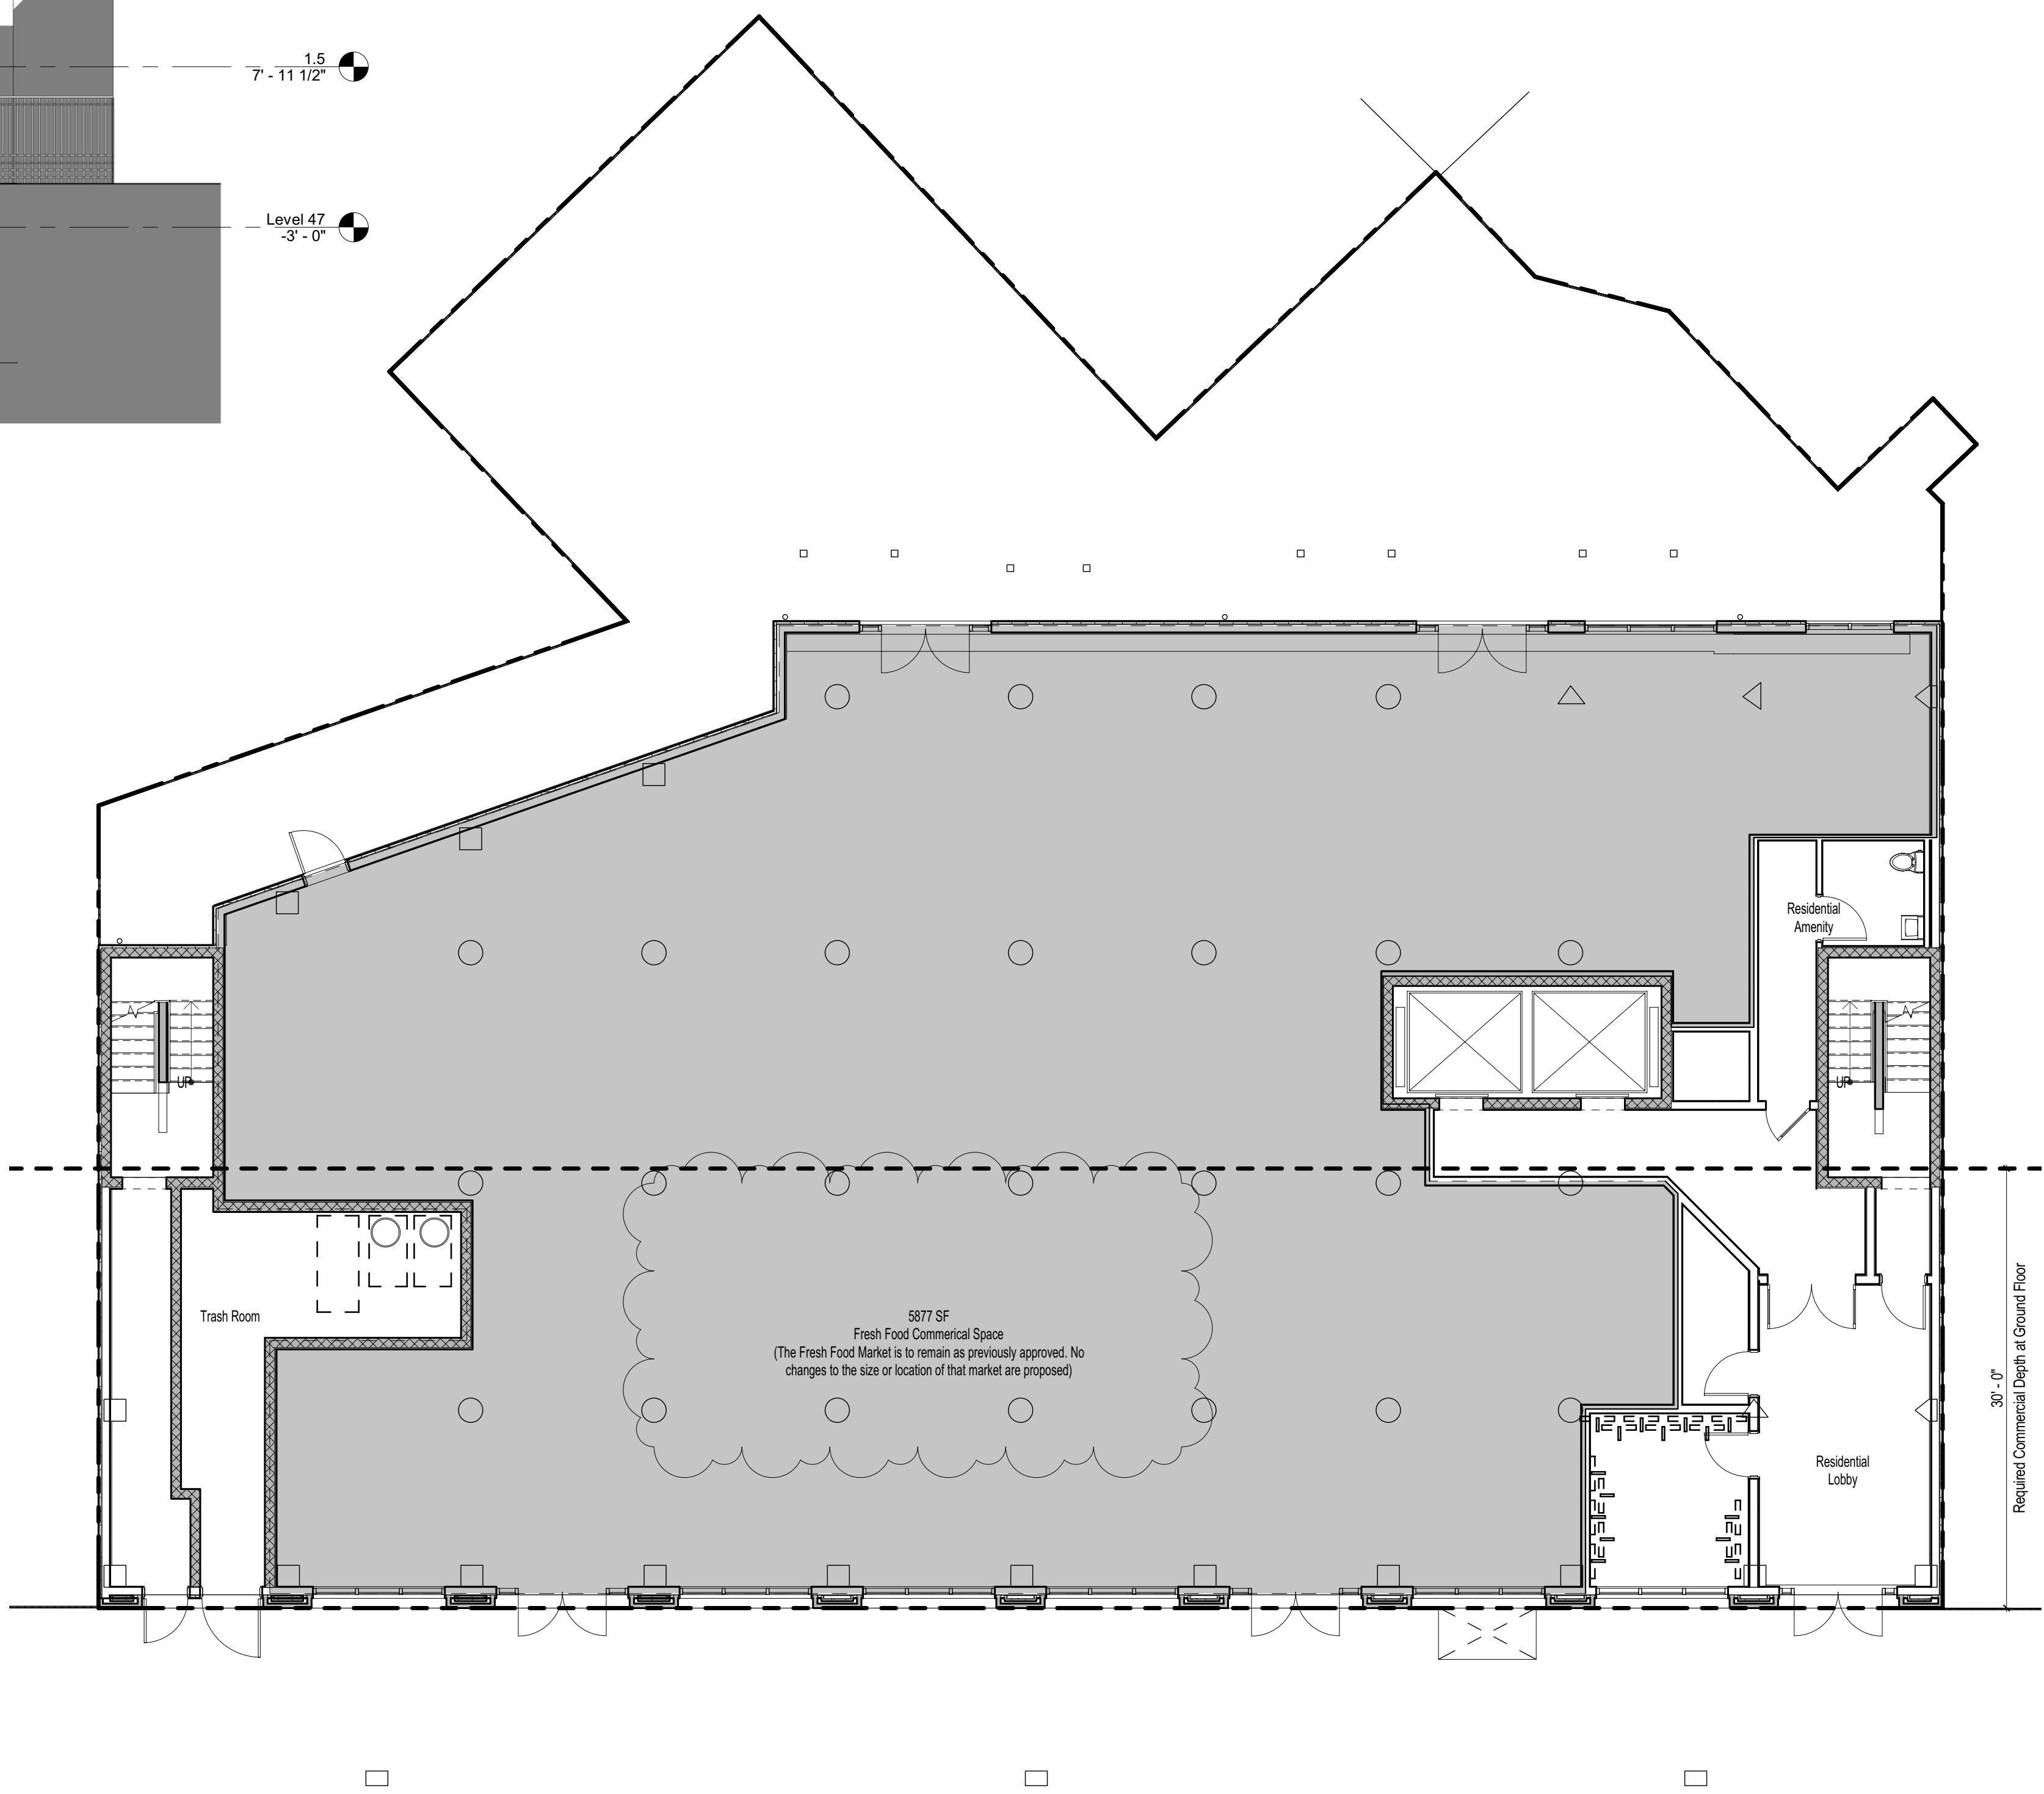 1.5
7' - 11 1/2"
Level 47
-3' - 0"
Residential
Amenity
UP
UP
Trash Room
5877 SF
Fresh Food Commerical Space
(The Fresh Food Market is to remain as previously approved. No
changes to the size or location of that market are proposed)
Residential
Lobby
30' - 0"
Required Commercial Depth at Ground Floor